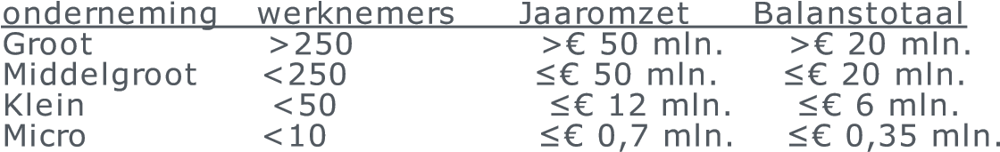 onderneming werknemers Jaaromzet Balanstotaal
Groot >250 >€ 50 mln. >€ 20 mln.
Middelgroot <250 ≤€ 50 mln. ≤€ 20 mln.
Klein <50 ≤€ 12 mln. ≤€ 6 mln.
Micro <10 ≤€ 0,7 mln. ≤€ 0,35 mln.